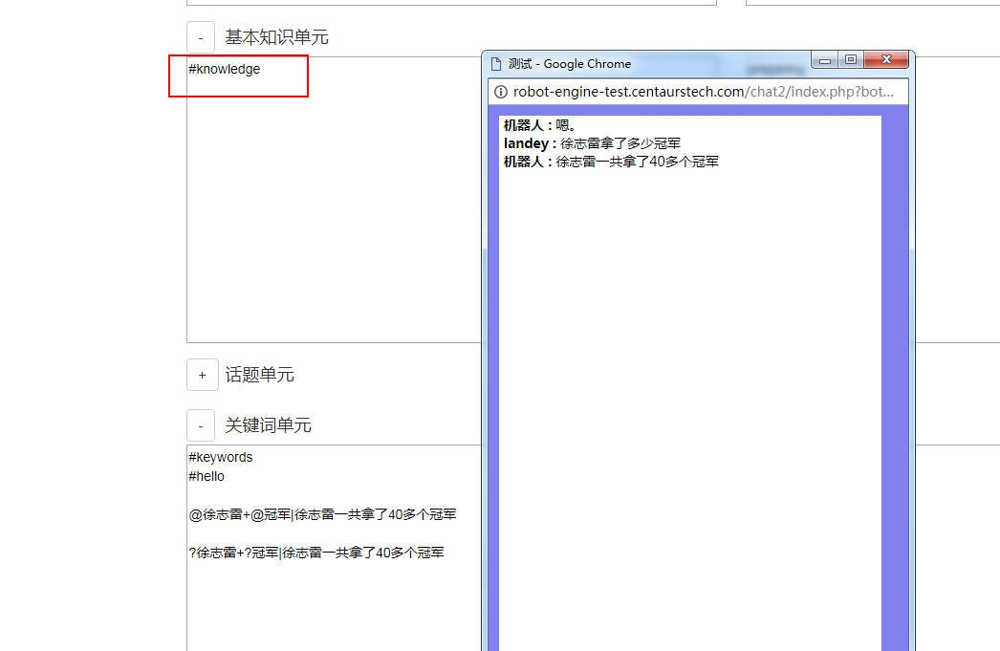 - 基本知识单元
#knowledge
测试 - Google Chrome
robot-engine-test.centaurstech.com/chat2/index.php?bot...
机器人 : 嗯。
landey : 徐志雷拿了多少冠军
机器人 : 徐志雷一共拿了40多个冠军
+ 话题单元
- 关键词单元
#keywords
#hello
@徐志雷+@冠军|徐志雷一共拿了40多个冠军
?徐志雷+?冠军|徐志雷一共拿了40多个冠军